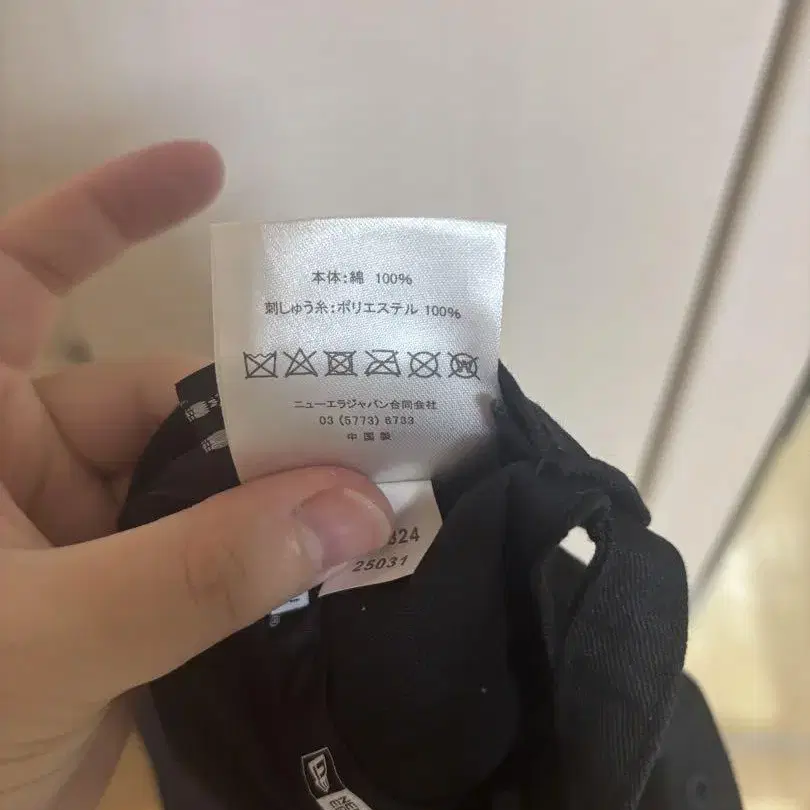 本体:綿 100%
刺しゅう糸:ポリエステル 100%
W
ニューエラジャパン合同会社
03 (5773) 6733
中国製
324
25031